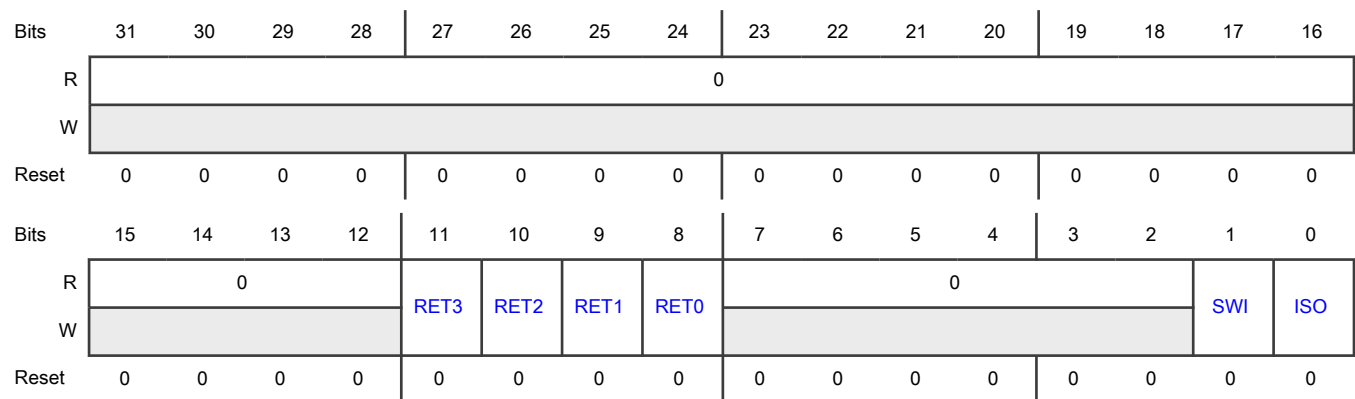 Bits 31 30 29 28 27 26 25 24 23 22 21 20 19 18 17 16
R 0
W
Reset 0 0 0 0 0 0 0 0 0 0 0 0 0 0 0 0
Bits 15 14 13 12 11 10 9 8 7 6 5 4 3 2 1 0
R 0 RET3 RET2 RET1 RET0 0 SWI ISO
W
Reset 0 0 0 0 0 0 0 0 0 0 0 0 0 0 0 0